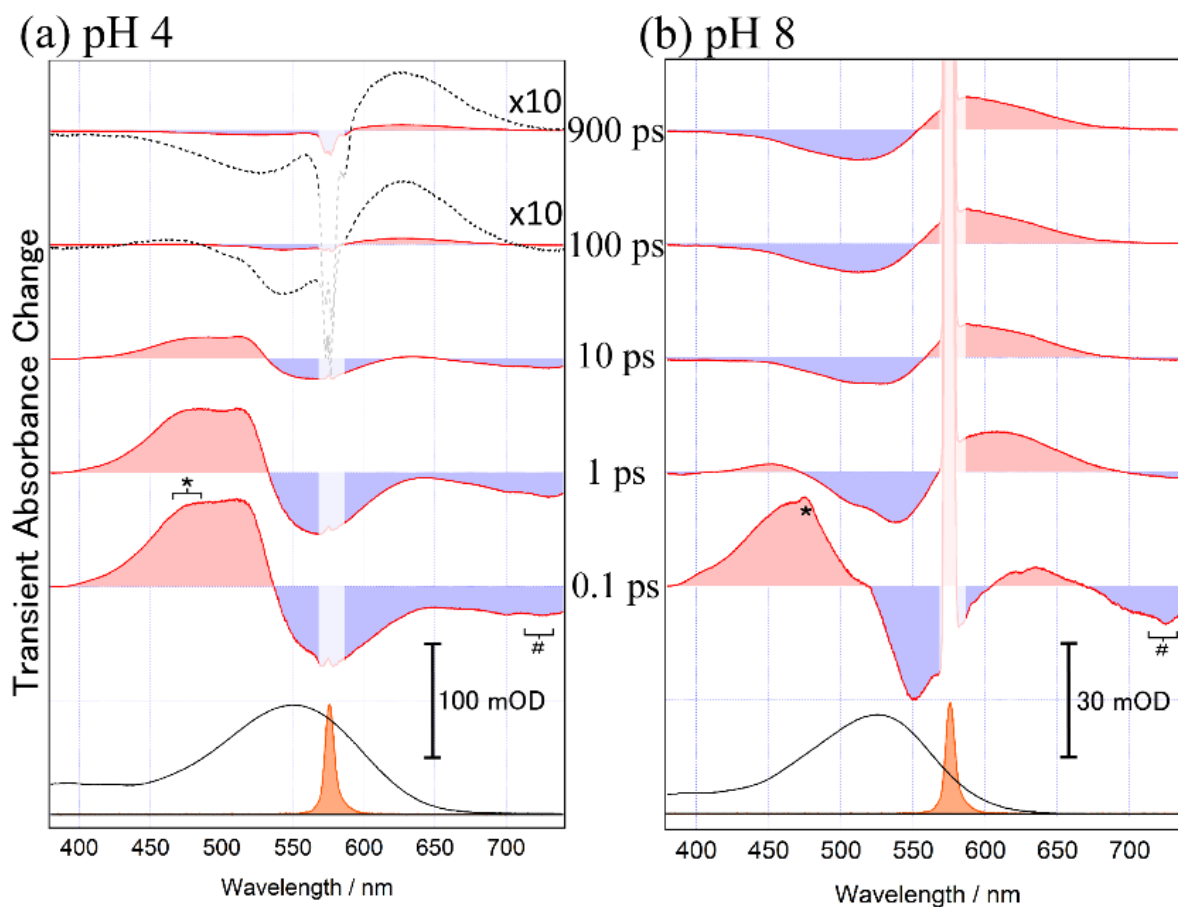 (a) pH 4
(b) pH 8
Transient Absorbance Change
x10
900 ps
x10
100 ps
10 ps
1 ps
*
0.1 ps
*
#
#
100 mOD
30 mOD
400 450 500 550 600 650 700
400 450 500 550 600 650 700
Wavelength / nm
Wavelength / nm